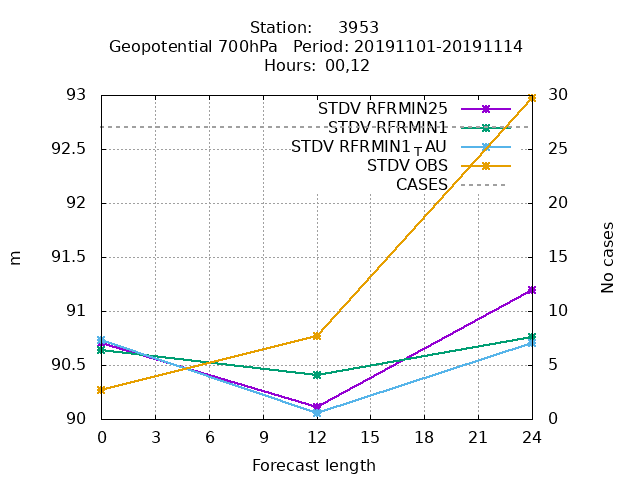 Station: 3953
Geopotential 700hPa Period: 20191101-20191114
Hours: 00,12
93 30
STDV RFRMIN25
STDV RFRMIN1
92.5 STDV RFRMIN1TAU 25
STDV OBS
CASES
92 20
91.5 15
m
No cases
91 10
90.5 5
90 0
0 3 6 9 12 15 18 21 24
Forecast length